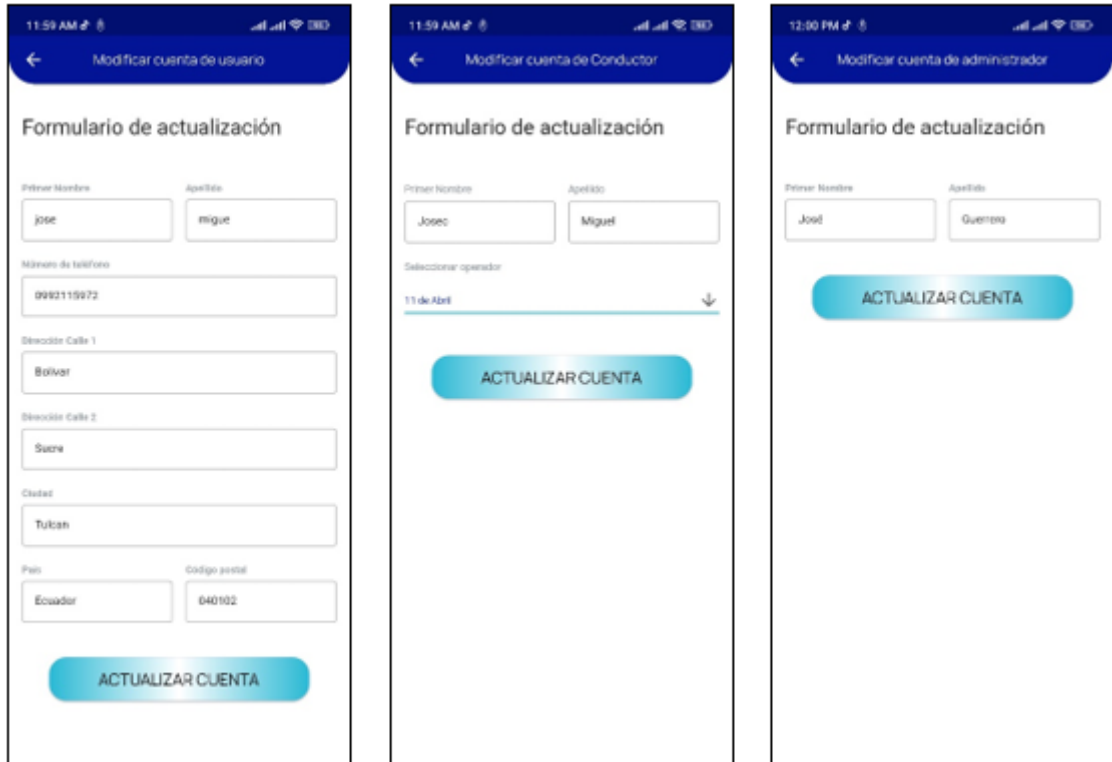 11:59 AM
Modificar cuenta de usuario
Formulario de actualización
Primer Nombre Apellido
jose migue
Número de teléfono
0992115972
Dirección Calle 1
Bolivar
Dirección Calle 2
Sucre
Ciudad
Tulcan
País Código postal
Ecuador 040102
ACTUALIZAR CUENTA
11:59 AM
Modificar cuenta de Conductor
Formulario de actualización
Primer Nombre Apellido
Josec Miguel
Seleccionar operador
11 de Abril
ACTUALIZAR CUENTA
12:00 PM
Modificar cuenta de administrador
Formulario de actualización
Primer Nombre Apellido
José Guerrero
ACTUALIZAR CUENTA